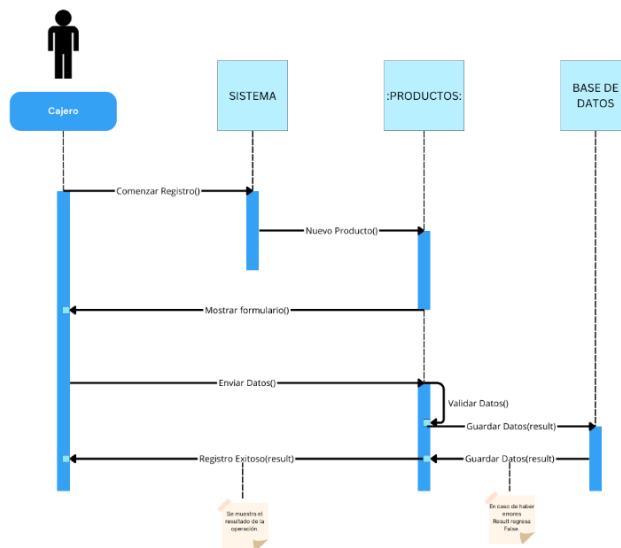 Cajero
SISTEMA
:PRODUCTOS:
BASE DE
DATOS
Comenzar Registro()
Nuevo Producto()
Mostrar formulario()
Enviar Datos()
Validar Datos()
Guardar Datos(result)
Registro Exitoso(result)
Guardar Datos(result)
Se muestra el
resultado de la
operación.
En caso de haber
errores
Result regresa
False.